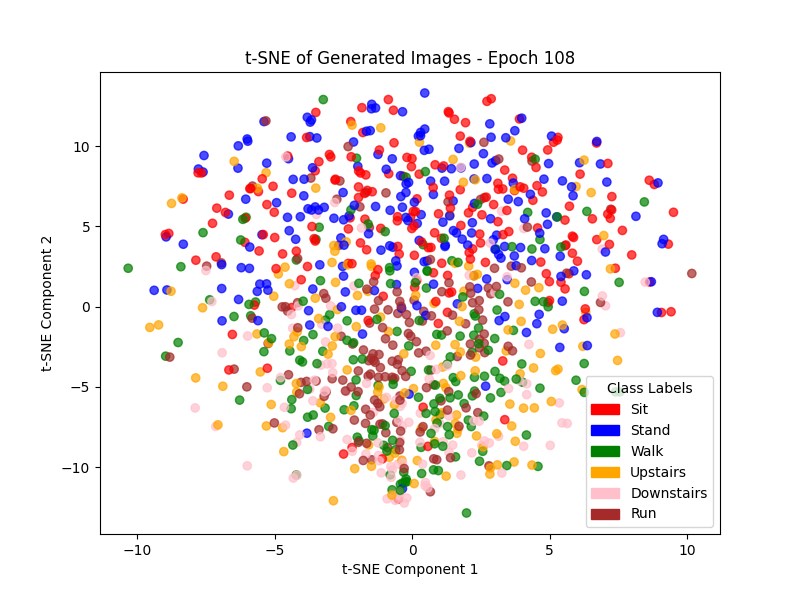 t-SNE of Generated Images - Epoch 108
t-SNE Component 2
10
5
0
−5
−10
Class Labels
Sit
Stand
Walk
Upstairs
Downstairs
Run
−10
−5
0
5
10
t-SNE Component 1